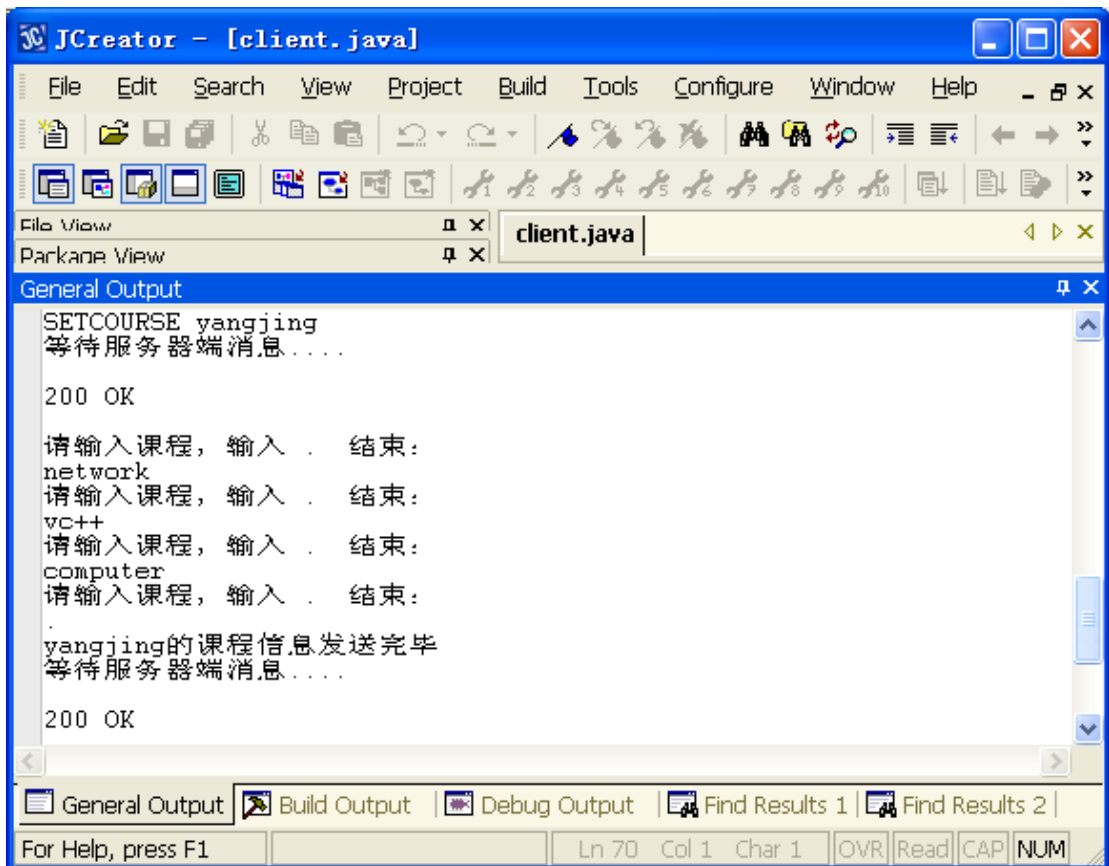 JCreator - [client.java]
File Edit Search View Project Build Tools Configure Window Help
File View
client.java
Package View
General Output
SETCOURSE yangjing
等待服务器端消息....
200 OK
请输入课程，输入 . 结束：
network
请输入课程，输入 . 结束：
vc++
请输入课程，输入 . 结束：
computer
请输入课程，输入 . 结束：
.
yangjing的课程信息发送完毕
等待服务器端消息....
200 OK
General Output Build Output Debug Output Find Results 1 Find Results 2
For Help, press F1 Ln 70 Col 1 Char 1 OVR Read CAP NUM